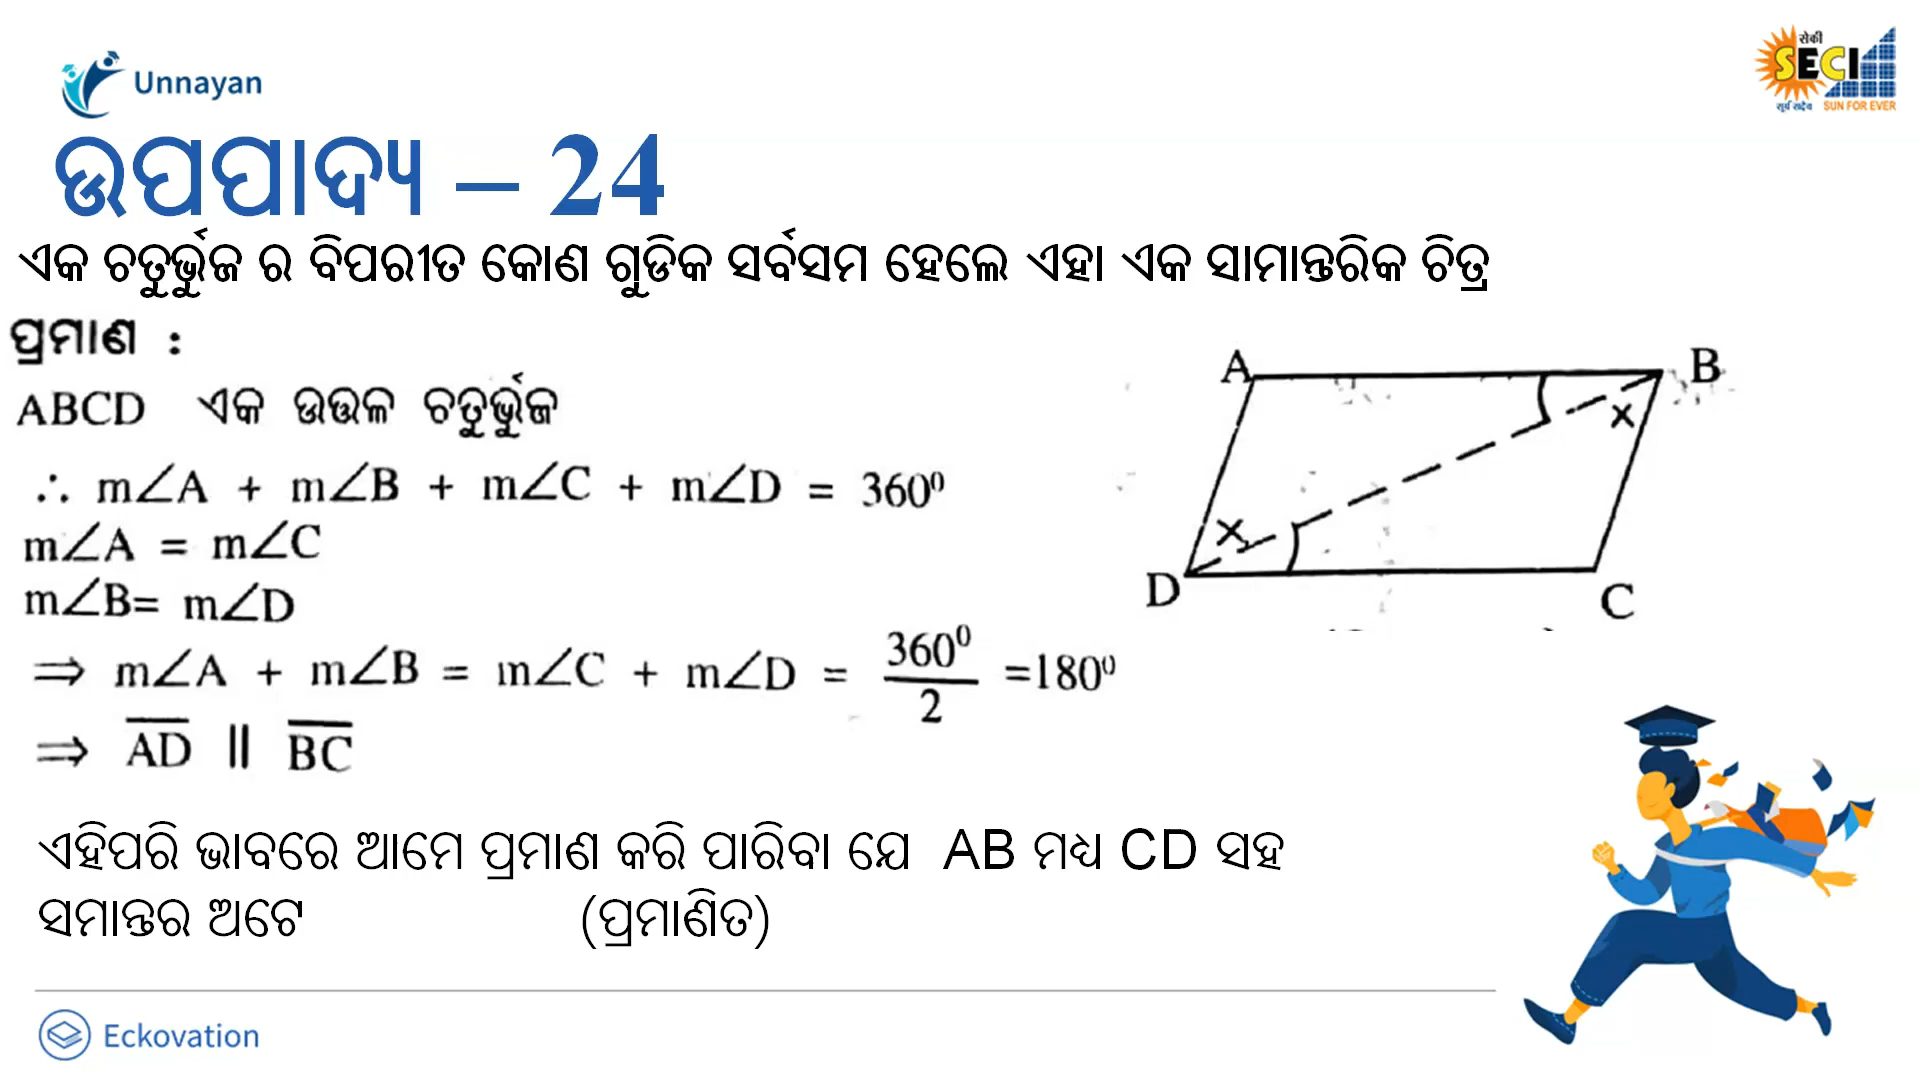 Unnayan
सेकी
SECI
सूर्य सदैव SUN FOR EVER
ଉପପାଦ୍ୟ – 24
ଏକ ଚତୁର୍ଭୁଜ ର ବିପରୀତ କୋଣ ଗୁଡିକ ସର୍ବସମ ହେଲେ ଏହା ଏକ ସାମାନ୍ତରିକ ଚିତ୍ର
ପ୍ରମାଣ :
ABCD ଏକ ଉତ୍ତଳ ଚତୁର୍ଭୁଜ
∴ m∠A + m∠B + m∠C + m∠D = 360⁰
m∠A = m∠C
m∠B= m∠D
⇒ m∠A + m∠B = m∠C + m∠D = 360⁰/2 =180⁰
⇒ A̅D̅ || B̅C̅
A B
x
x
D C
ଏହିପରି ଭାବରେ ଆମେ ପ୍ରମାଣ କରି ପାରିବା ଯେ AB ମଧ୍ୟ CD ସହ
ସମାନ୍ତର ଅଟେ (ପ୍ରମାଣିତ)
Eckovation